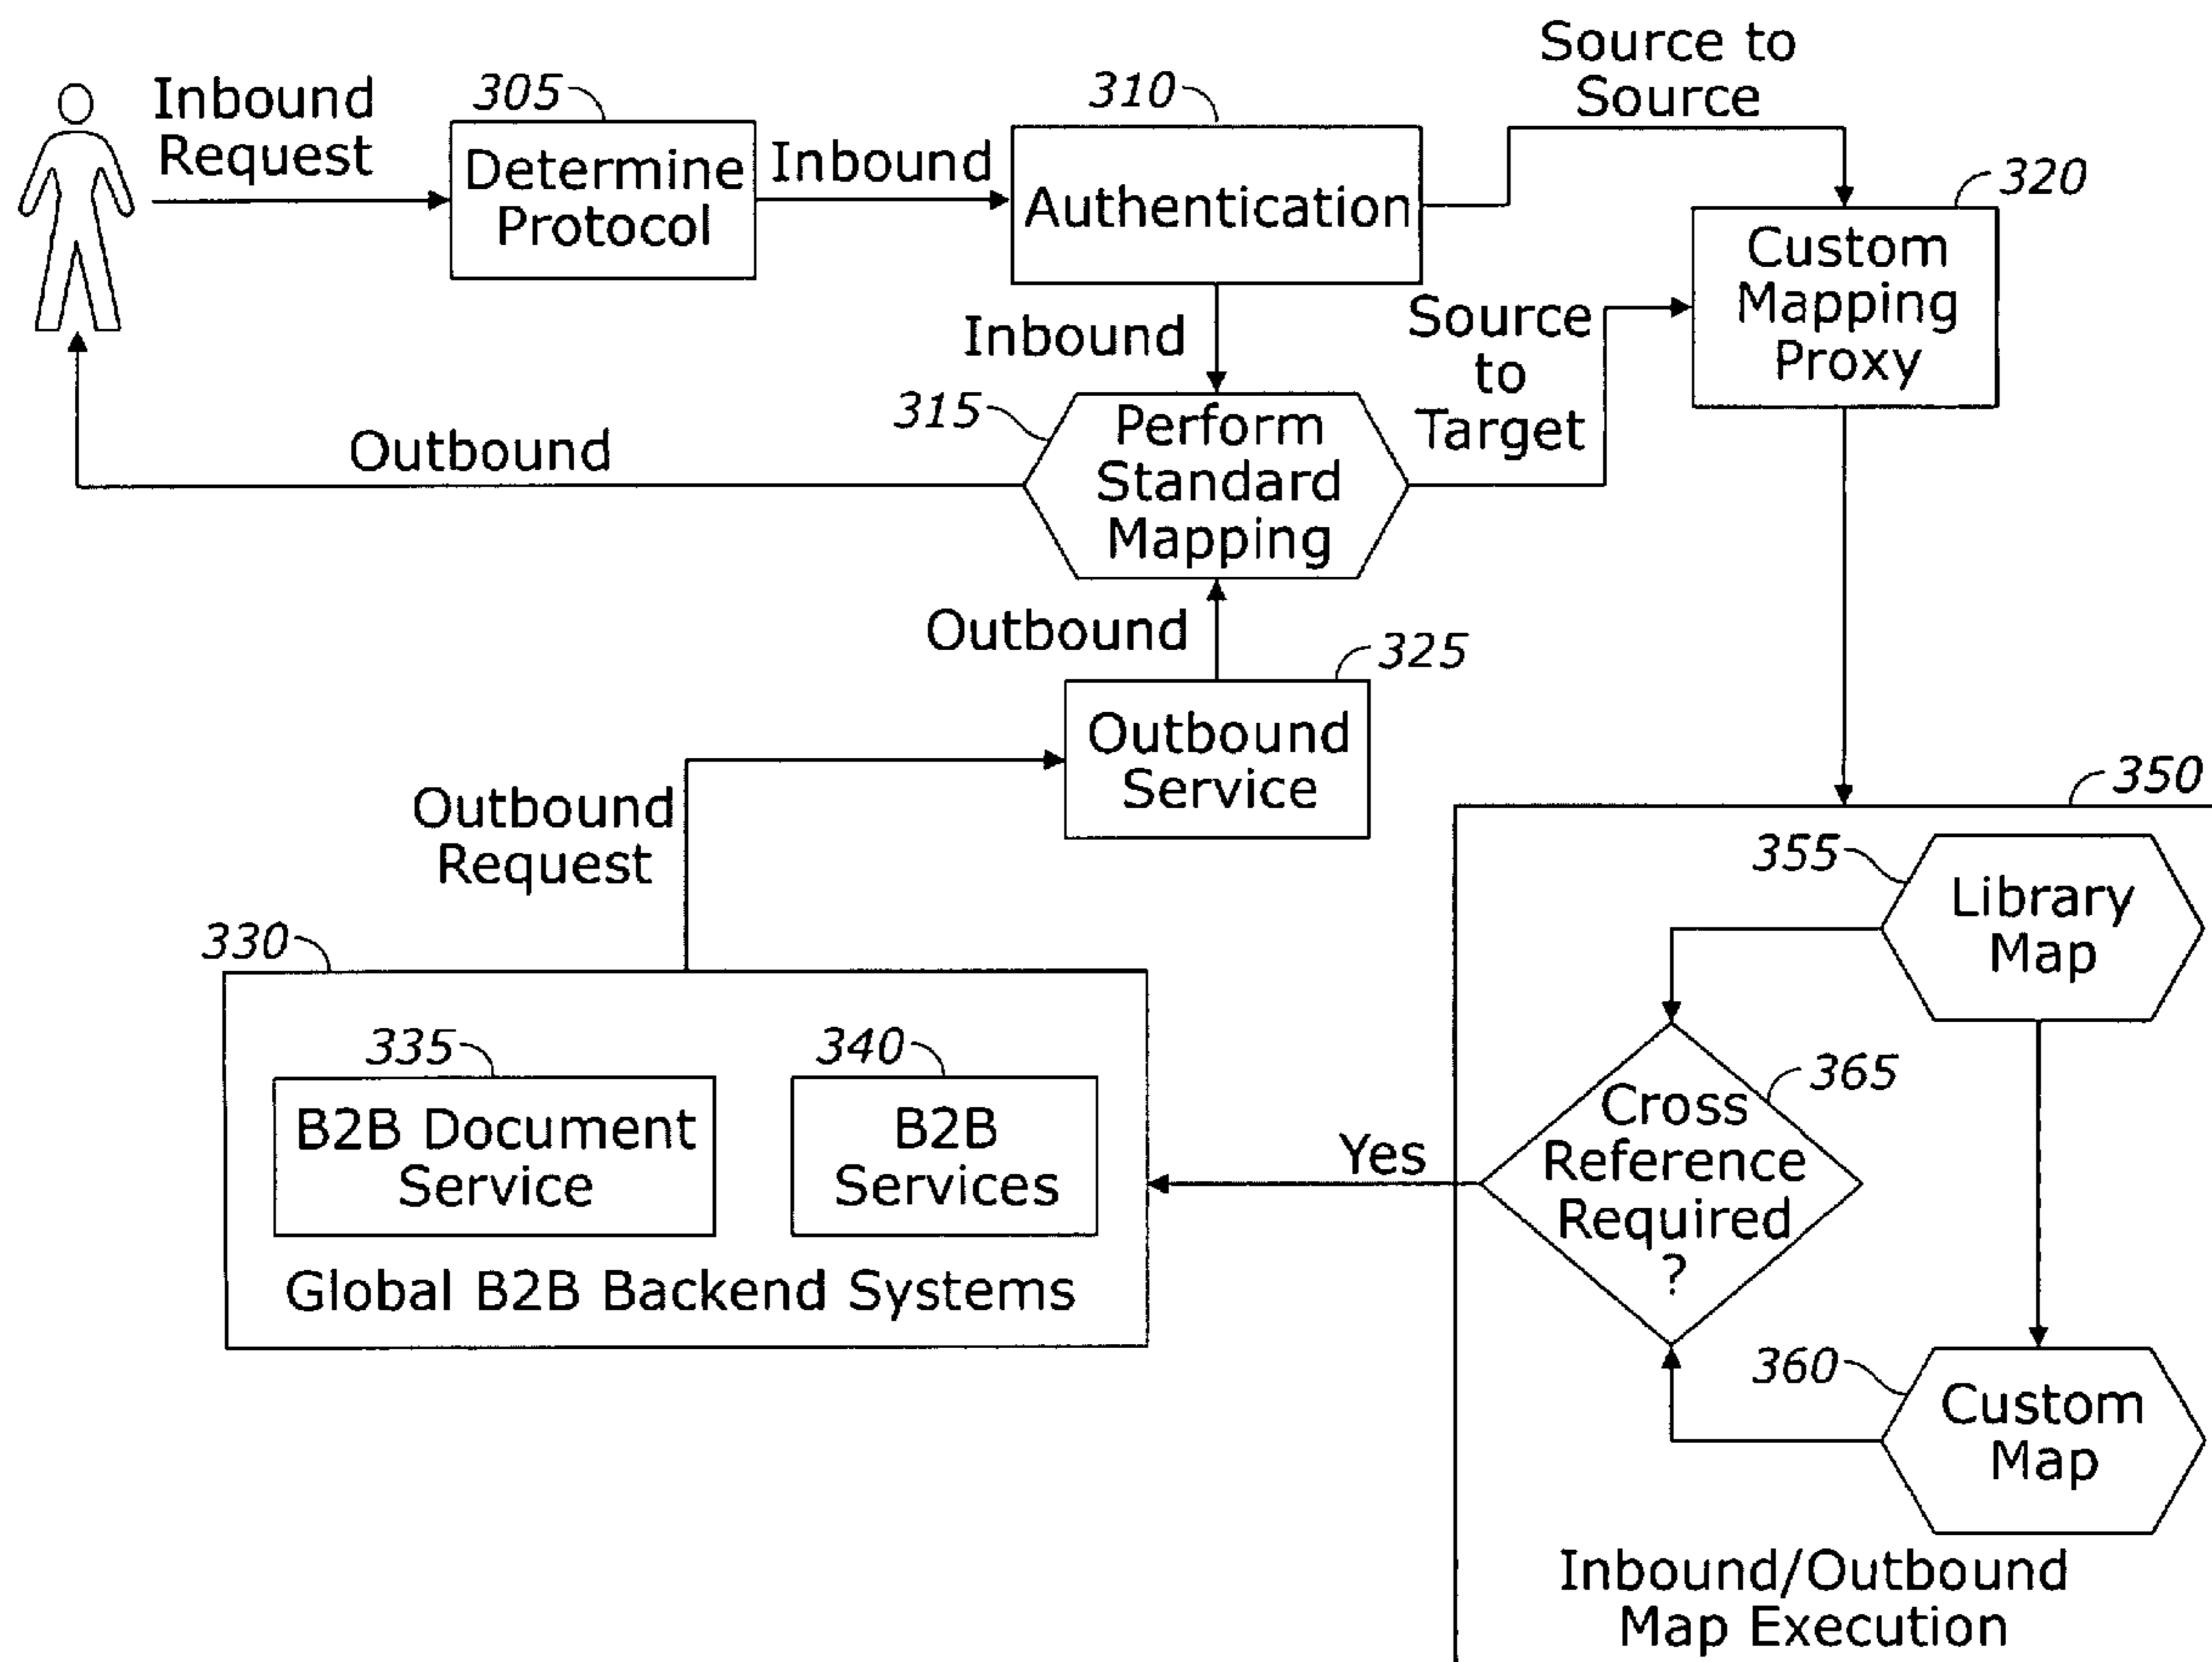 Source to
Source
Inbound
Request
305
310
Determine
Protocol
Inbound
Authentication
320
Custom
Mapping
Proxy
Inbound
Source
to
Target
315
Perform
Standard
Mapping
Outbound
Outbound
325
Outbound
Service
Outbound
Request
350
355
Library
Map
330
335
340
B2B Document
Service
B2B
Services
Global B2B Backend Systems
Yes
365
Cross
Reference
Required
?
360
Custom
Map
Inbound/Outbound
Map Execution